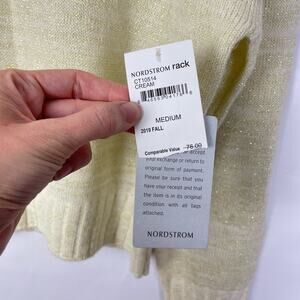 NORDSTROM rack
CT10514
CREAM
MEDIUM
2019 FALL
Comparable Value 76.00
accept
your exchange or return to
original form of payment.
Please be sure that you
have your receipt and that
the item is in its original
condition with all tags
attached.
NORDSTROM